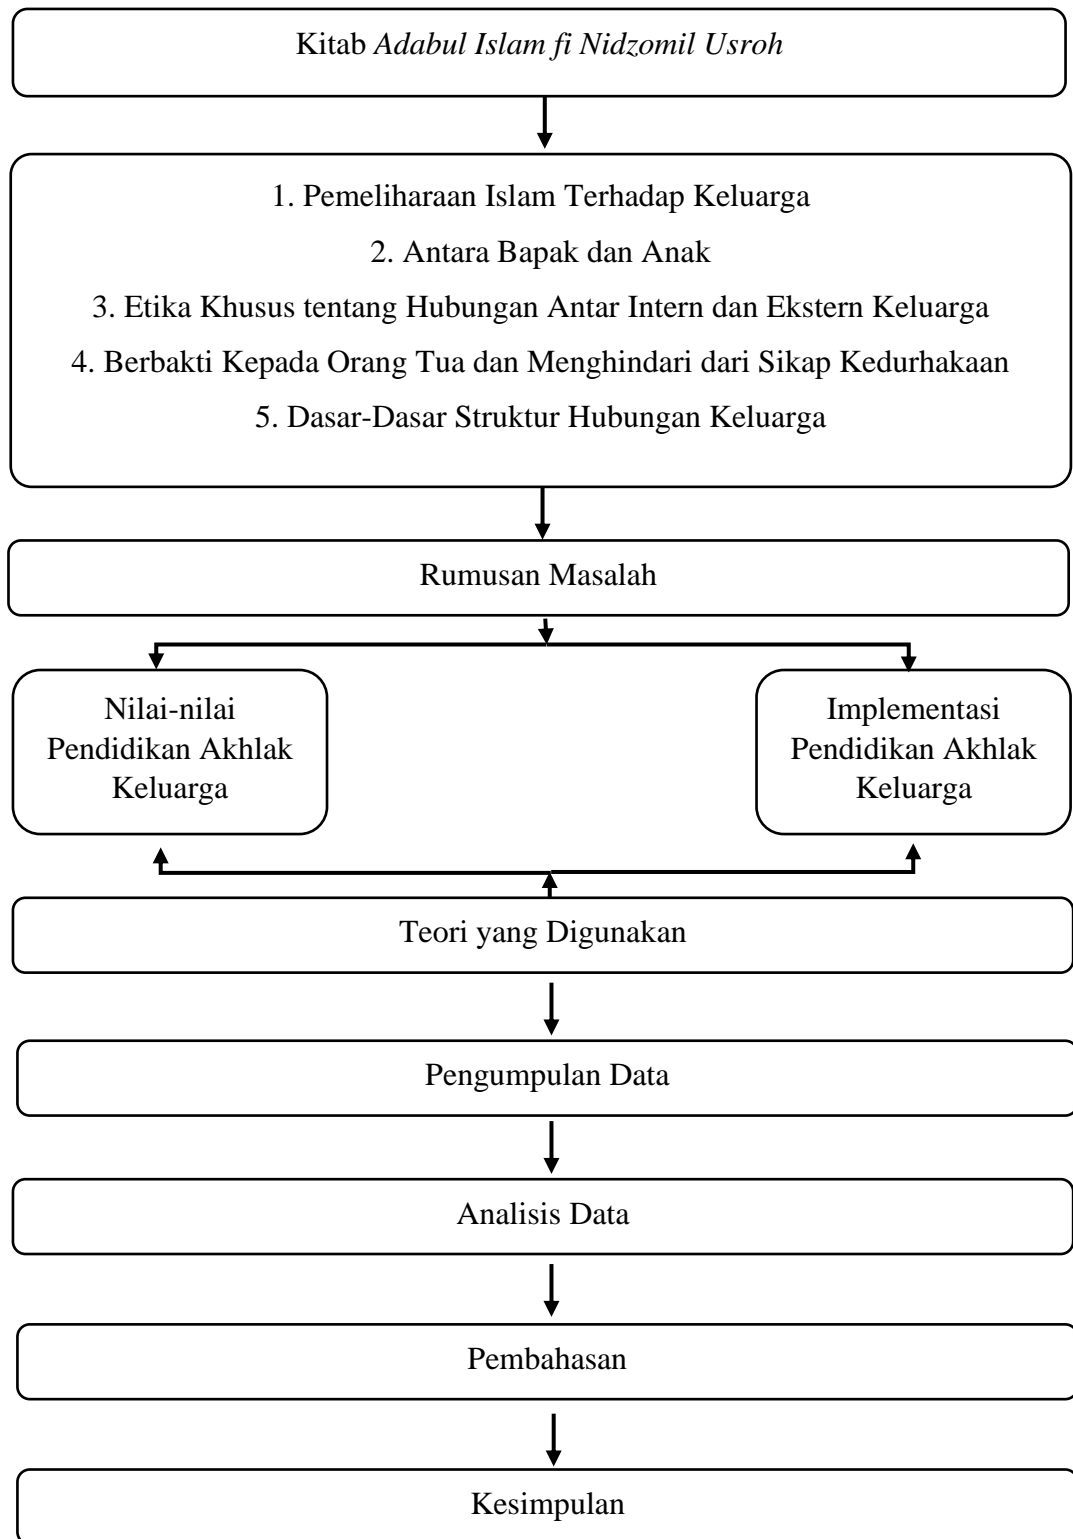 Kitab Adabul Islam fi Nidzomil Usroh
1. Pemeliharaan Islam Terhadap Keluarga
2. Antara Bapak dan Anak
3. Etika Khusus tentang Hubungan Antar Intern dan Ekstern Keluarga
4. Berbakti Kepada Orang Tua dan Menghindari dari Sikap Kedurhakaan
5. Dasar-Dasar Struktur Hubungan Keluarga
Rumusan Masalah
Nilai-nilai
Pendidikan Akhlak
Keluarga
Implementasi
Pendidikan Akhlak
Keluarga
Teori yang Digunakan
Pengumpulan Data
Analisis Data
Pembahasan
Kesimpulan